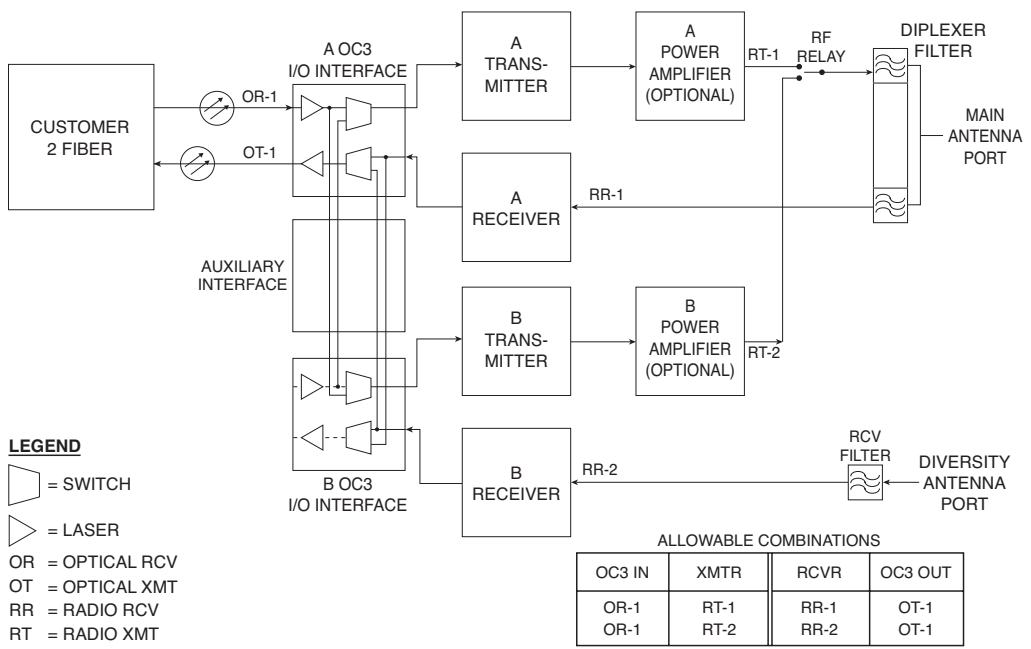 A OC3
I/O INTERFACE
A
TRANS-
MITTER
A
POWER
AMPLIFIER
(OPTIONAL)
RT-1
RF
RELAY
DIPLEXER
FILTER
CUSTOMER
2 FIBER
OR-1
OT-1
MAIN
ANTENNA
PORT
A
RECEIVER
RR-1
AUXILIARY
INTERFACE
B
TRANS-
MITTER
B
POWER
AMPLIFIER
(OPTIONAL)
RT-2
B OC3
I/O INTERFACE
B
RECEIVER
RR-2
RCV
FILTER
DIVERSITY
ANTENNA
PORT
LEGEND
= SWITCH
= LASER
OR = OPTICAL RCV
OT = OPTICAL XMT
RR = RADIO RCV
RT = RADIO XMT
ALLOWABLE COMBINATIONS
OC3 IN XMTR RCVR OC3 OUT
OR-1 RT-1 RR-1 OT-1
OR-1 RT-2 RR-2 OT-1